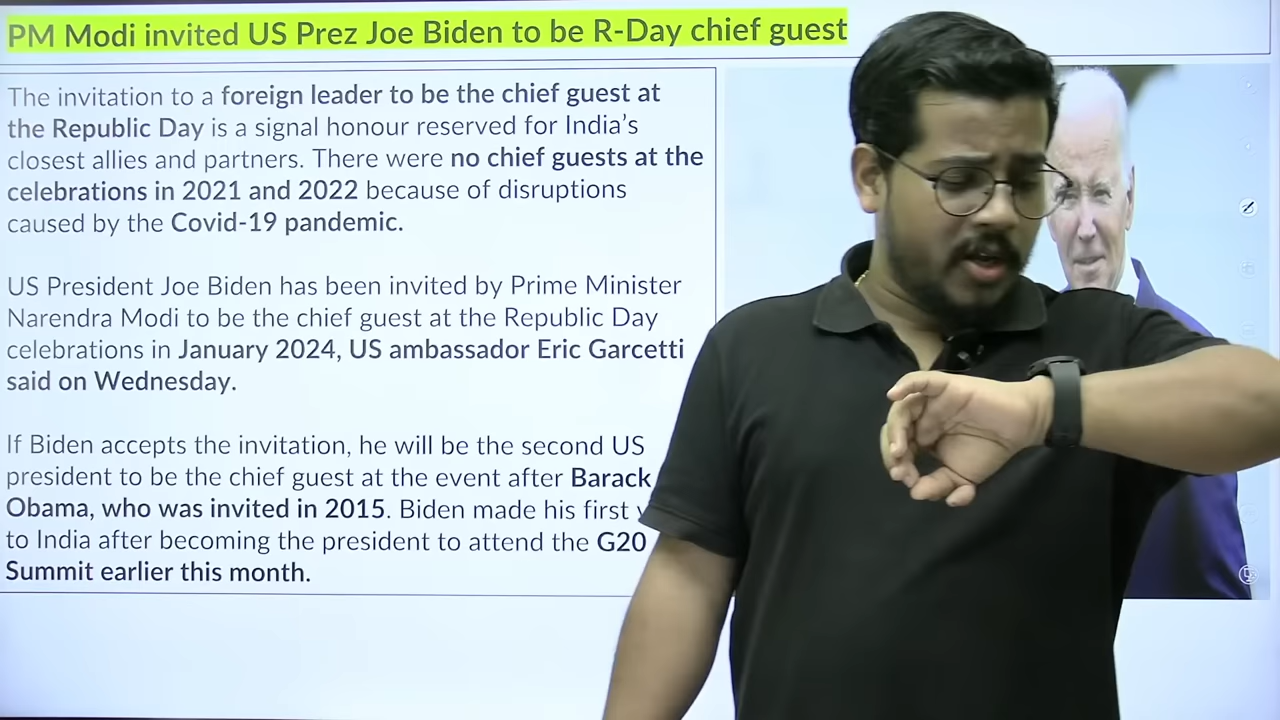 PM Modi invited US Prez Joe Biden to be R-Day chief guest
The invitation to a foreign leader to be the chief guest at
the Republic Day is a signal honour reserved for India's
closest allies and partners. There were no chief guests at the
celebrations in 2021 and 2022 because of disruptions
caused by the Covid-19 pandemic.
US President Joe Biden has been invited by Prime Minister
Narendra Modi to be the chief guest at the Republic Day
celebrations in January 2024, US ambassador Eric Garcetti
said on Wednesday.
If Biden accepts the invitation, he will be the second US
president to be the chief guest at the event after Barack
Obama, who was invited in 2015. Biden made his first
to India after becoming the president to attend the G20
Summit earlier this month.